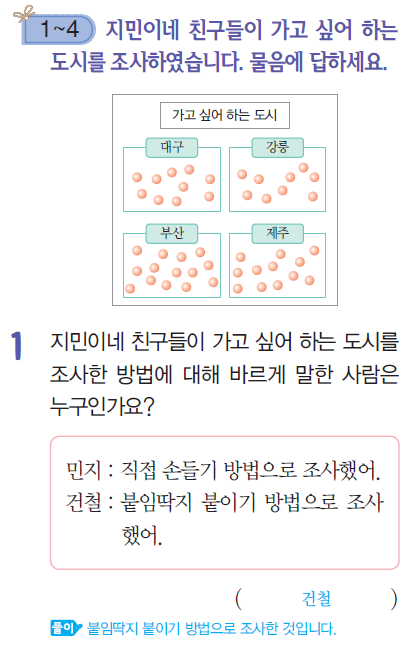 1~4 지민이네 친구들이 가고 싶어 하는
도시를 조사하였습니다. 물음에 답하세요.
가고 싶어 하는 도시
대구 강릉
부산 제주
1 지민이네 친구들이 가고 싶어 하는 도시를
조사한 방법에 대해 바르게 말한 사람은
누구인가요?
민지 : 직접 손들기 방법으로 조사했어.
건철 : 붙임딱지 붙이기 방법으로 조사
했어.
( 건철 )
풀이 붙임딱지 붙이기 방법으로 조사한 것입니다.